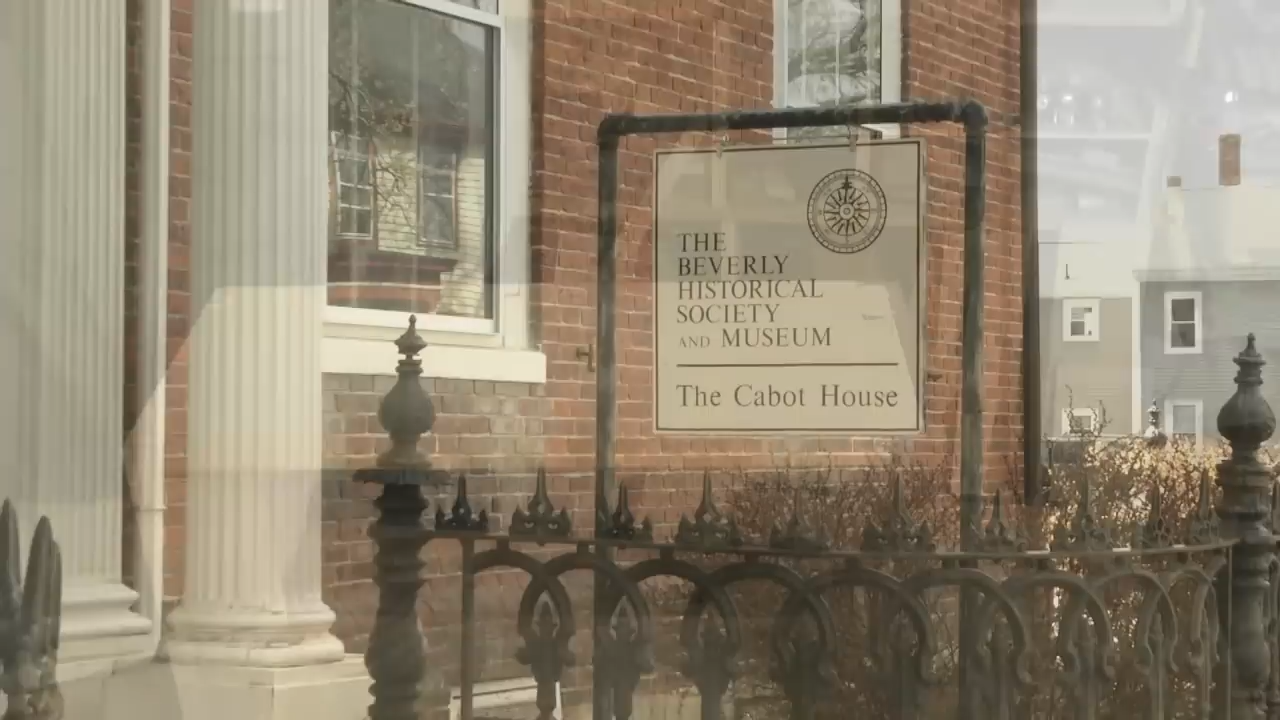 THE
BEVERLY
HISTORICAL
SOCIETY
AND MUSEUM
The Cabot House